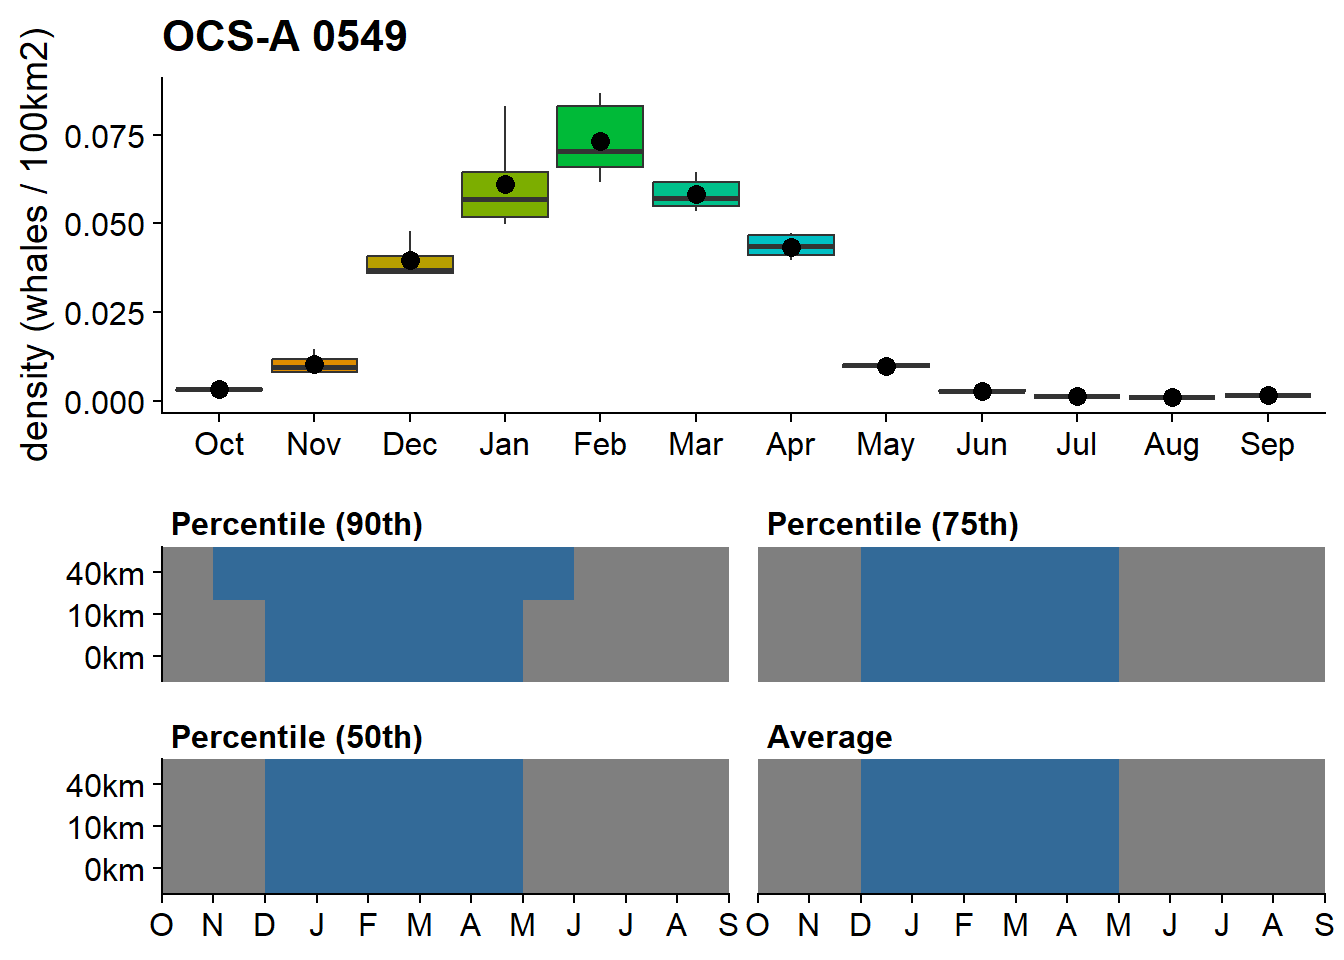 OCS-A 0549
density (whales / 100km2)
0.075
0.050
0.025
0.000
Oct Nov Dec Jan Feb Mar Apr May Jun Jul Aug Sep
Percentile (90th) Percentile (75th)
40km
10km
0km
Percentile (50th) Average
40km
10km
0km
O N D J F M A M J J A S O N D J F M A M J J A S